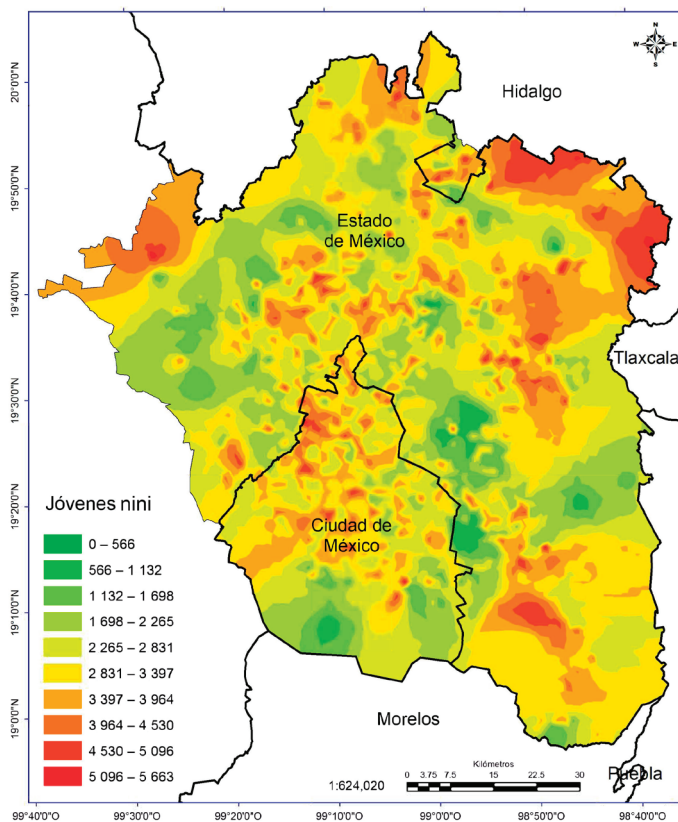 N
W E
S
Hidalgo
Estado
de México
Tlaxcala
Ciudad de
México
Morelos
Puebla
Jóvenes nini
0 – 566
566 – 1 132
1 132 – 1 698
1 698 – 2 265
2 265 – 2 831
2 831 – 3 397
3 397 – 3 964
3 964 – 4 530
4 530 – 5 096
5 096 – 5 663
Kilómetros
1:624,020
0 3.75 7.5 15 22.5 30
20°0'0"N
19°50'0"N
19°40'0"N
19°30'0"N
19°20'0"N
19°10'0"N
19°0'0"N
99°40'0"W 99°30'0"W 99°20'0"W 99°10'0"W 99°0'0"W 98°50'0"W 98°40'0"W